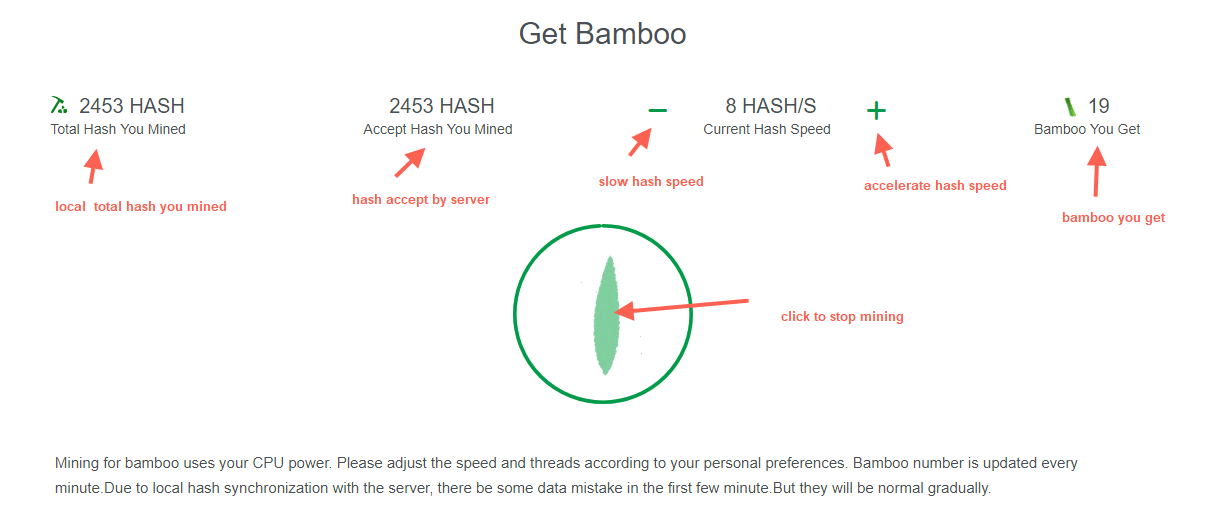 Get Bamboo
2453 HASH
Total Hash You Mined
2453 HASH
Accept Hash You Mined
8 HASH/S
Current Hash Speed
19
Bamboo You Get
local total hash you mined
hash accept by server
slow hash speed
accelerate hash speed
bamboo you get
click to stop mining
Mining for bamboo uses your CPU power. Please adjust the speed and threads according to your personal preferences. Bamboo number is updated every
minute.Due to local hash synchronization with the server, there be some data mistake in the first few minute.But they will be normal gradually.